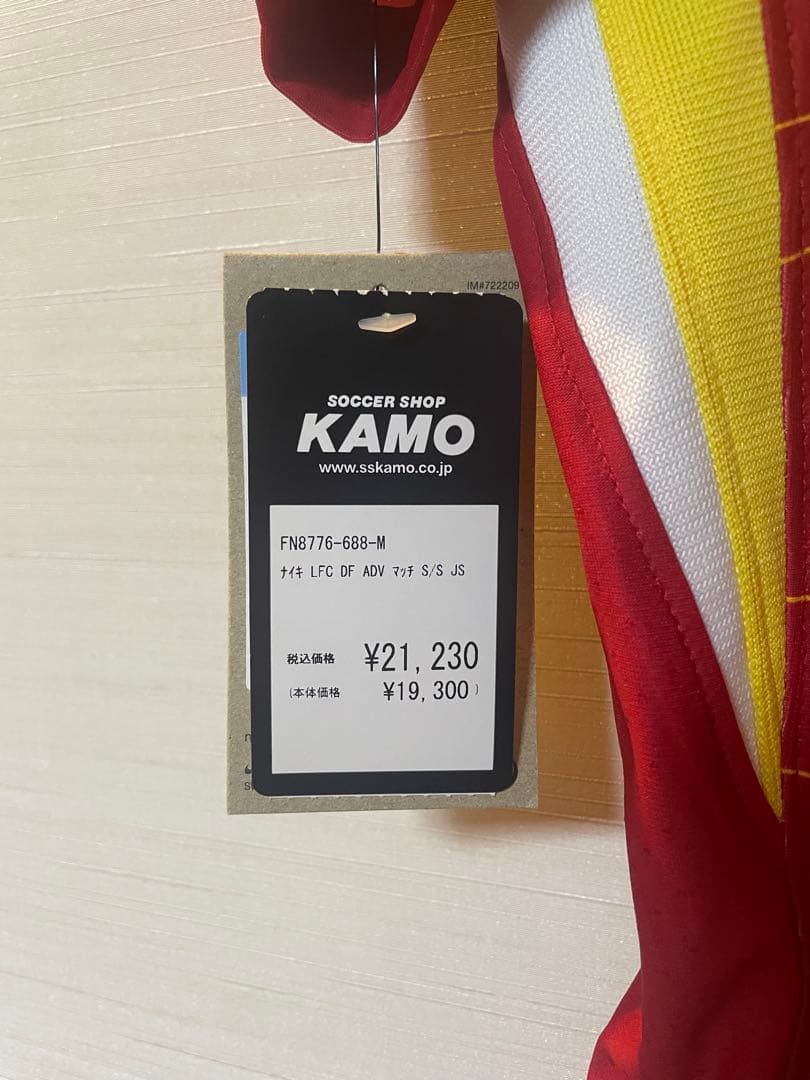 IM#722209
SOCCER SHOP
KAMO
www.sskamo.co.jp
FN8776-688-M
ﾅｲｷ LFC DF ADV ﾏｯﾁ S/S JS
税込価格 ¥21,230
(本体価格 ¥19,300)